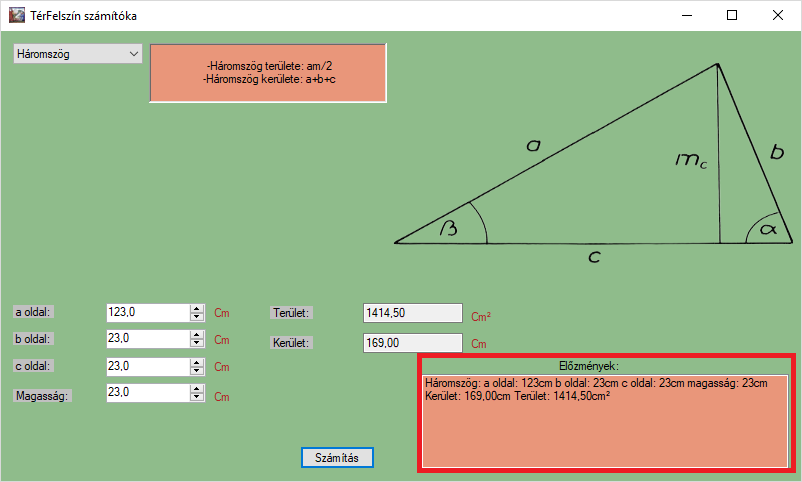 TérFelszín számítóka
Háromszög
-Háromszög területe: am/2
-Háromszög kerülete: a+b+c
a
b
mc
β
α
c
a oldal: 123,0 Cm
Terület: 1414,50 Cm²
b oldal: 23,0 Cm
Kerület: 169,00 Cm
c oldal: 23,0 Cm
Magasság: 23,0 Cm
Előzmények:
Háromszög: a oldal: 123cm b oldal: 23cm c oldal: 23cm magasság: 23cm
Kerület: 169,00cm Terület: 1414,50cm²
Számítás